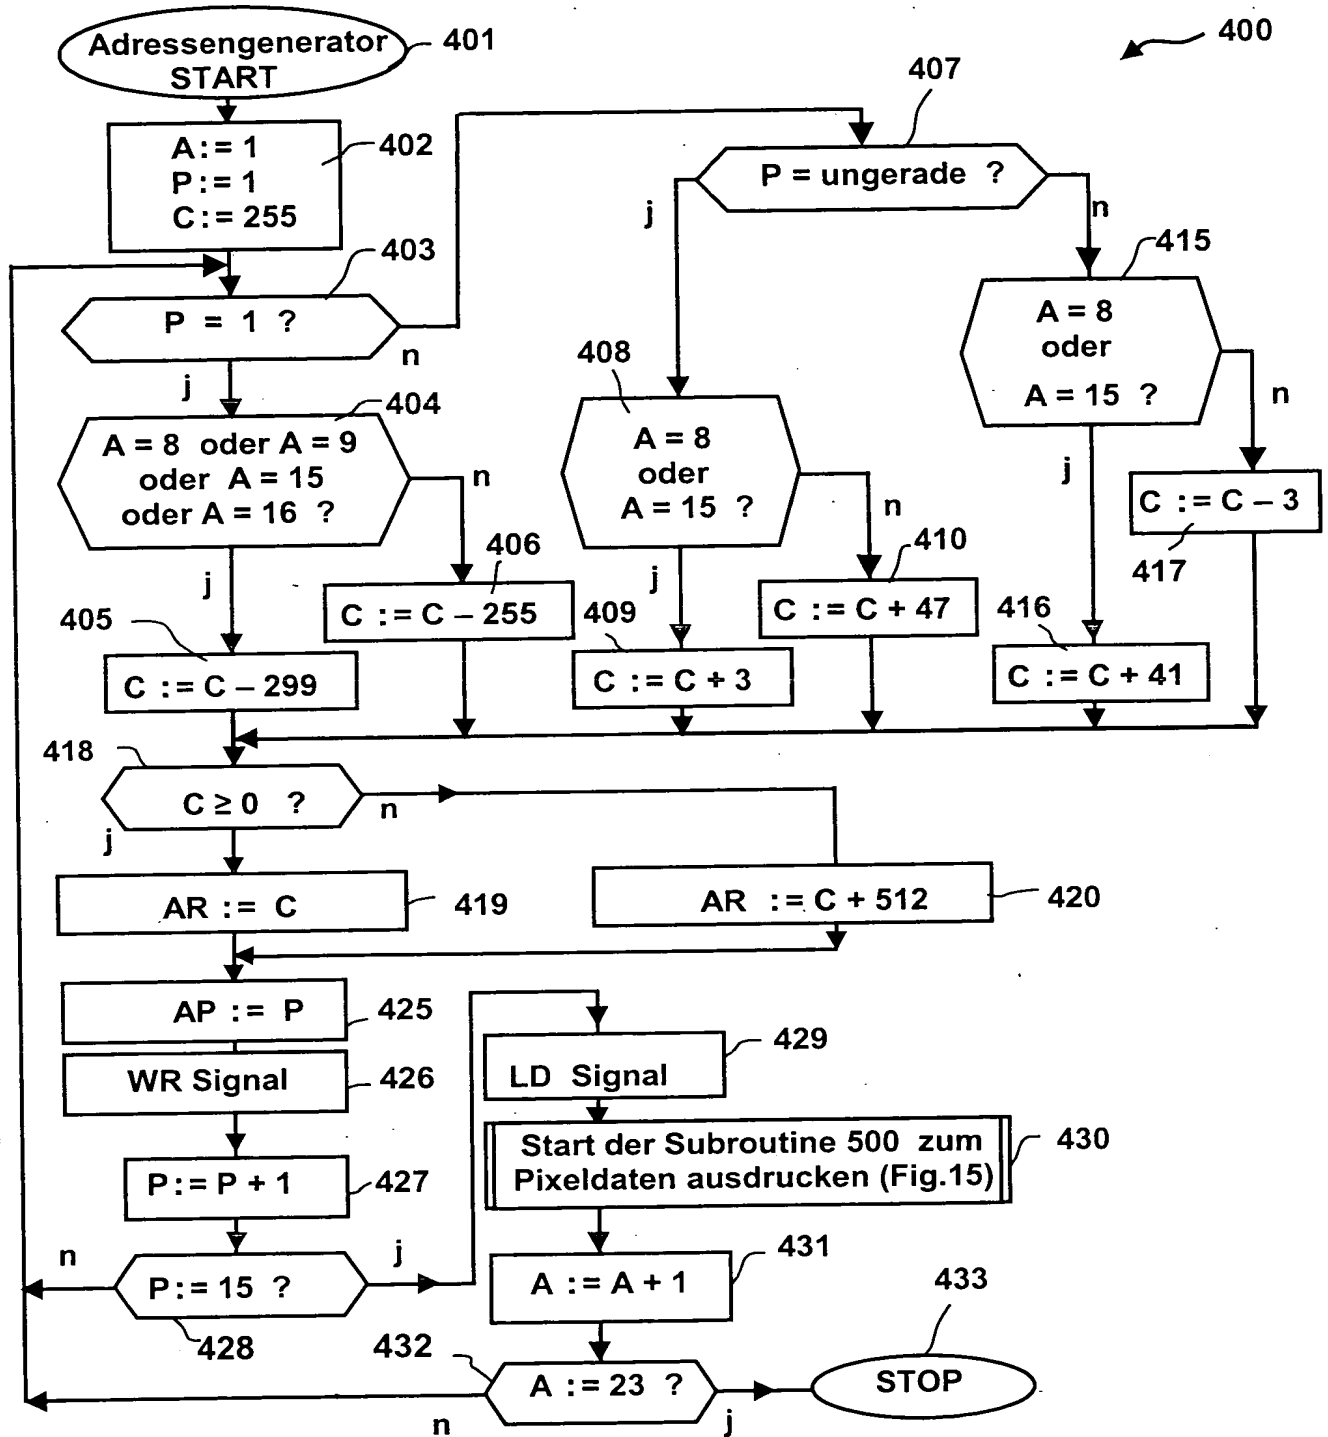 Adressengenerator
START
401
400
A := 1
P := 1
C := 255
402
403
P = 1 ?
n
j
407
P = ungerade ?
j
n
404
A = 8 oder A = 9
oder A = 15
oder A = 16 ?
n
j
405
C := C – 299
406
C := C – 255
408
A = 8
oder
A = 15 ?
n
j
409
C := C + 3
410
C := C + 47
415
A = 8
oder
A = 15 ?
n
j
416
C := C + 41
C := C – 3
417
418
C ≥ 0 ?
n
j
AR := C
419
AR := C + 512
420
AP := P
425
WR Signal
426
P := P + 1
427
P := 15 ?
n
j
428
LD Signal
429
Start der Subroutine 500 zum
Pixeldaten ausdrucken (Fig.15)
430
A := A + 1
431
432
A := 23 ?
n
j
433
STOP